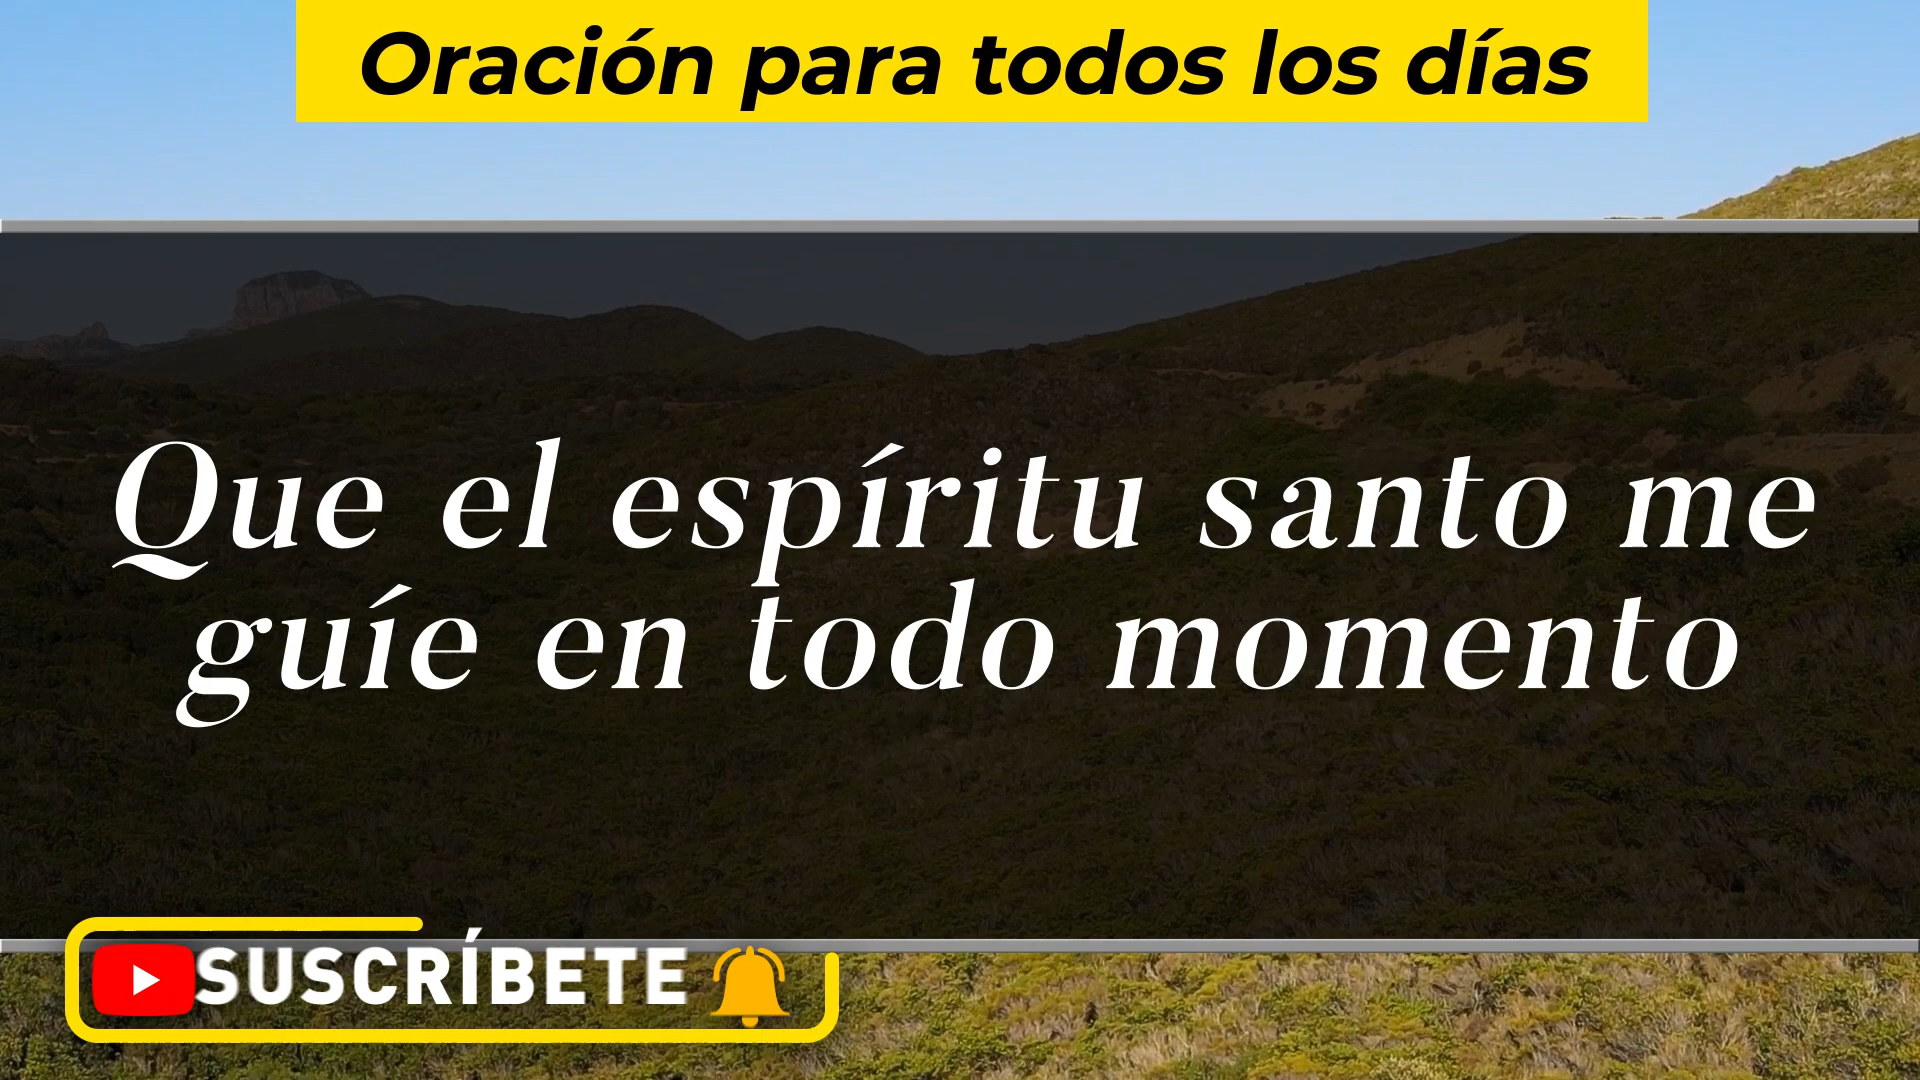 Oración para todos los días
Que el espíritu santo me
guíe en todo momento
SUSCRÍBETE